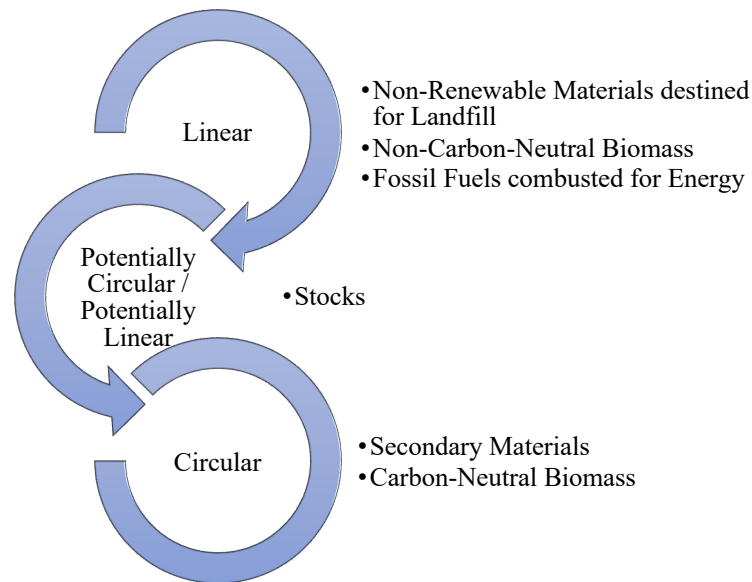 Linear
•Non-Renewable Materials destined
for Landfill
•Non-Carbon-Neutral Biomass
•Fossil Fuels combusted for Energy
Potentially
Circular /
Potentially
Linear
•Stocks
Circular
•Secondary Materials
•Carbon-Neutral Biomass